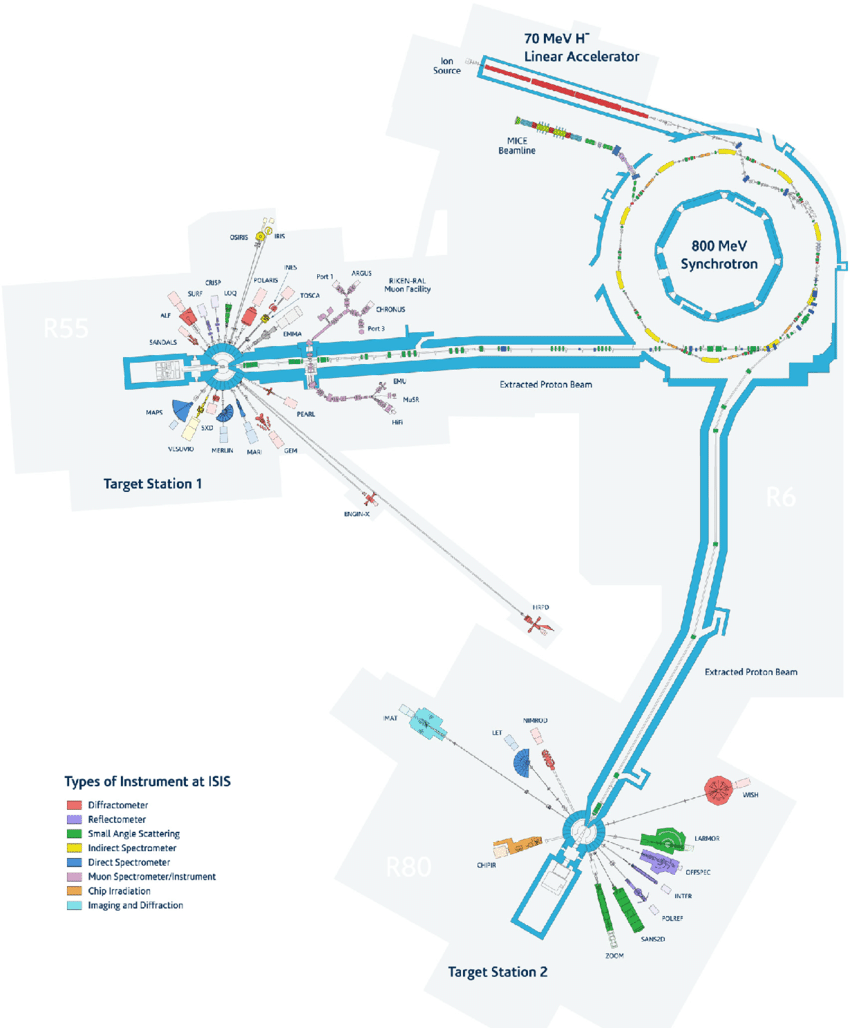 70 MeV H⁻
Linear Accelerator
Ion
Source
MICE
Beamline
800 MeV
Synchrotron
OSIRIS
IRIS
R55
CRISP
SURF
LOQ
POLARIS
INES
TOSCA
ALF
SANDALS
EMMA
Port 1
ARGUS
RIKEN-RAL
Muon Facility
CHRONUS
Port 3
Extracted Proton Beam
EMU
MuSR
HiFi
MAPS
VESUVIO
SXD
MERLIN
MARI
GEM
PEARL
Target Station 1
ENGIN-X
R6
HRPD
Extracted Proton Beam
IMAT
LET
NIMROD
WISH
LARMOR
OFFSPEC
INTER
POLREF
SANS2D
ZOOM
CHIPIR
R80
Target Station 2
Types of Instrument at ISIS
Diffractometer
Reflectometer
Small Angle Scattering
Indirect Spectrometer
Direct Spectrometer
Muon Spectrometer/Instrument
Chip Irradiation
Imaging and Diffraction